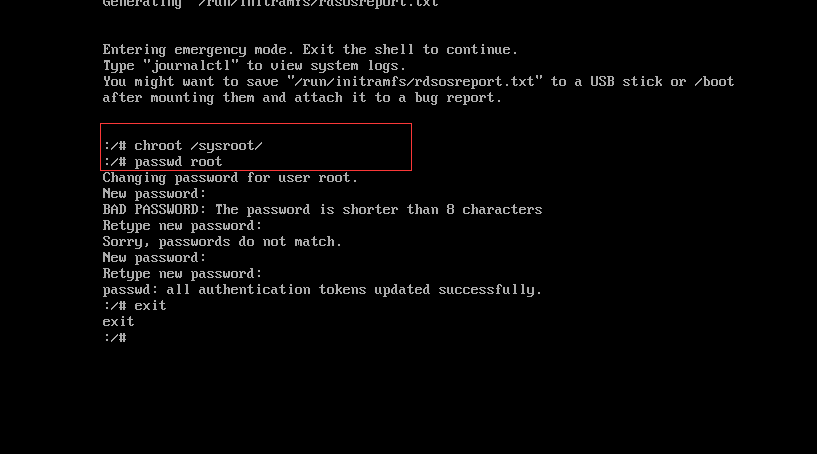 Generating "/run/initramfs/rdsosreport.txt"
Entering emergency mode. Exit the shell to continue.
Type "journalctl" to view system logs.
You might want to save "/run/initramfs/rdsosreport.txt" to a USB stick or /boot
after mounting them and attach it to a bug report.
:/# chroot /sysroot/
:/# passwd root
Changing password for user root.
New password:
BAD PASSWORD: The password is shorter than 8 characters
Retype new password:
Sorry, passwords do not match.
New password:
Retype new password:
passwd: all authentication tokens updated successfully.
:/# exit
exit
:/#